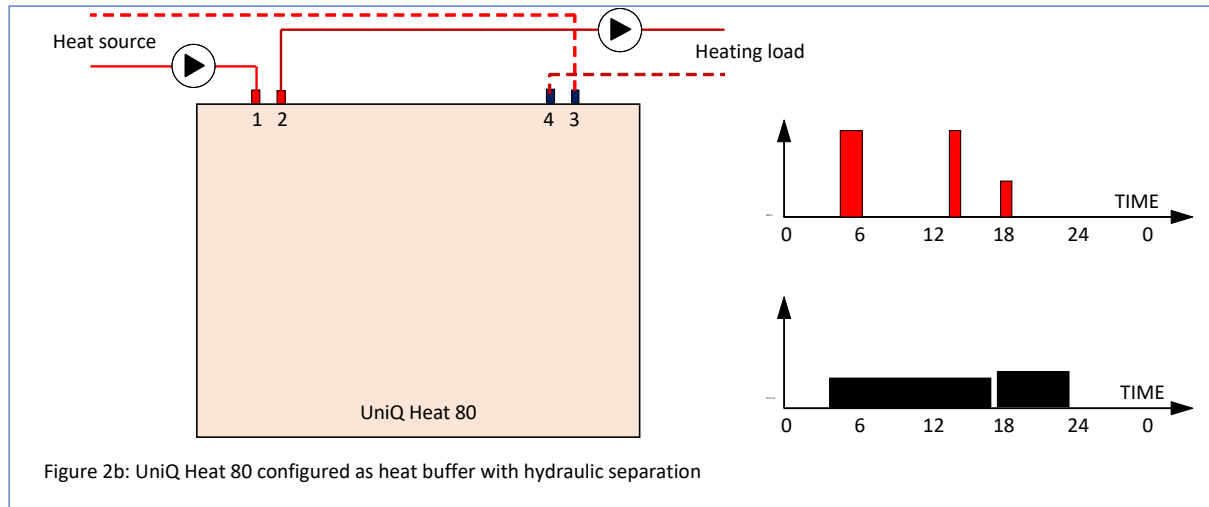 Heat source
Heating load
1 2 4 3
UniQ Heat 80
TIME
0 6 12 18 24 0
TIME
0 6 12 18 24 0
Figure 2b: UniQ Heat 80 configured as heat buffer with hydraulic separation